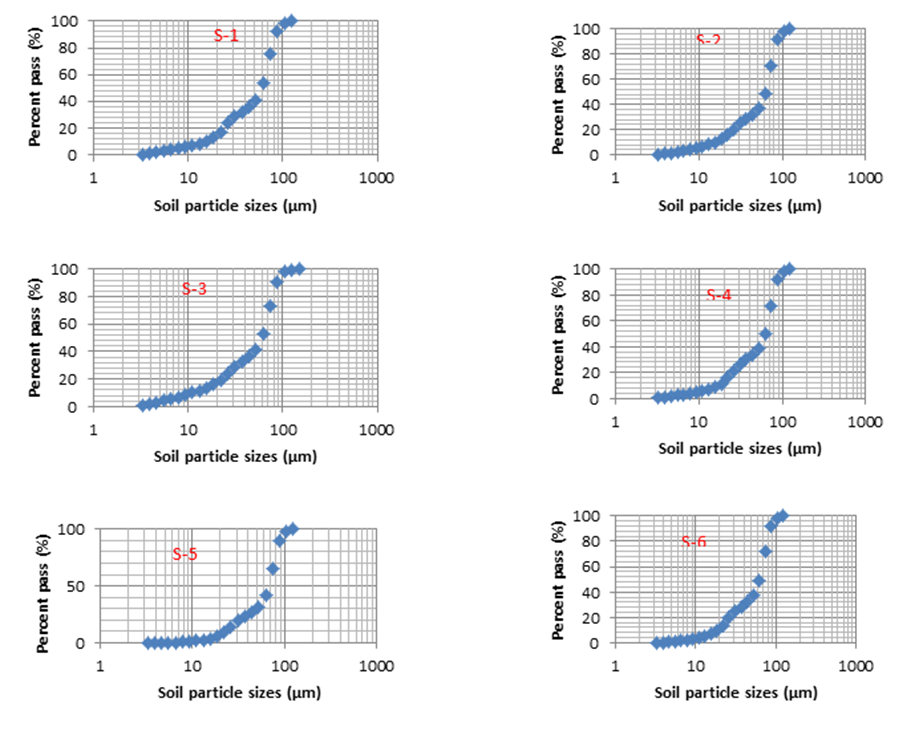 S-1
Percent pass (%)
100
80
60
40
20
0
1 10 100 1000
Soil particle sizes (µm)
S-2
Percent pass (%)
100
80
60
40
20
0
1 10 100 1000
Soil particle sizes (µm)
S-3
Percent pass (%)
100
80
60
40
20
0
1 10 100 1000
Soil particle sizes (µm)
S-4
Percent pass (%)
100
80
60
40
20
0
1 10 100 1000
Soil particle sizes (µm)
S-5
Percent pass (%)
100
50
0
1 10 100 1000
Soil particle sizes (µm)
S-6
Percent pass (%)
100
80
60
40
20
0
1 10 100 1000
Soil particle sizes (µm)